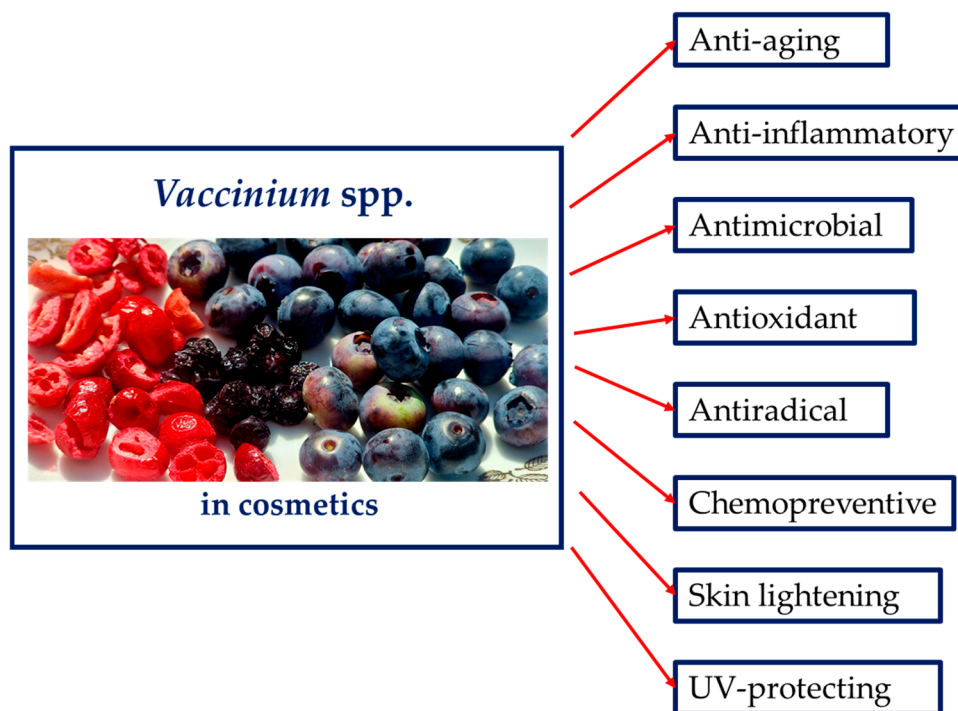 Vaccinium spp.
in cosmetics
Anti-aging
Anti-inflammatory
Antimicrobial
Antioxidant
Antiradical
Chemopreventive
Skin lightening
UV-protecting